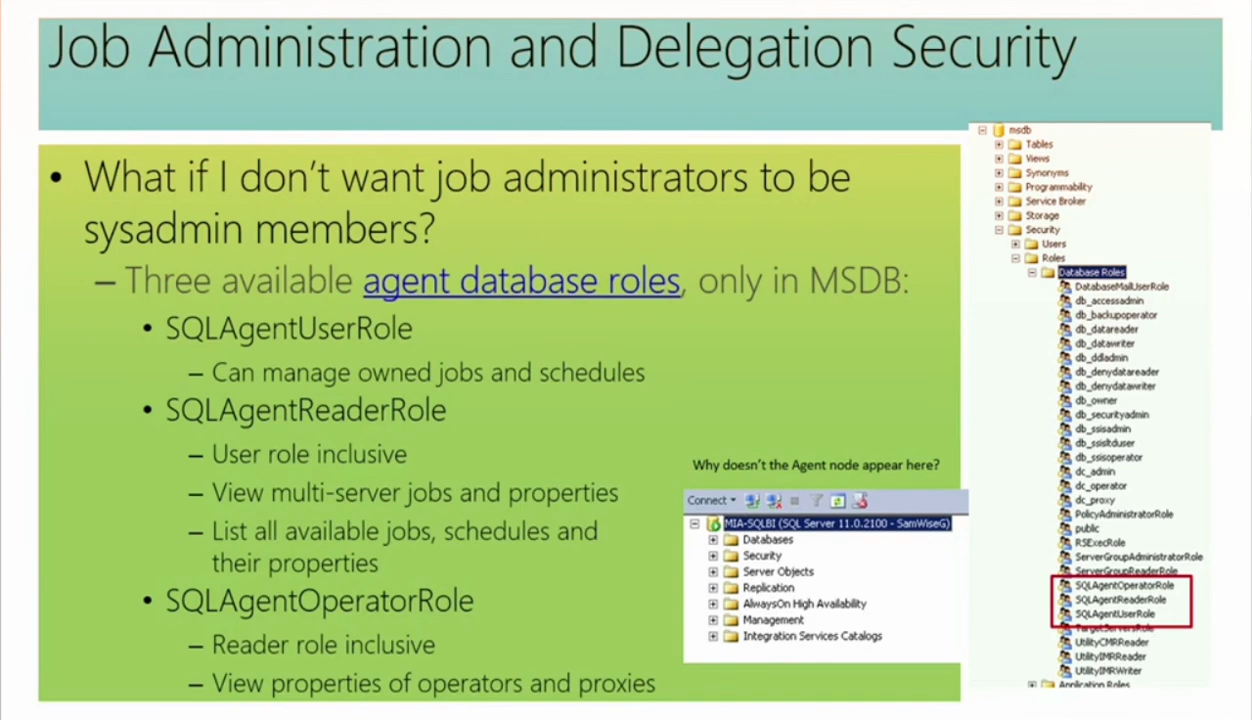 Job Administration and Delegation Security
• What if I don't want job administrators to be
sysadmin members?
– Three available agent database roles, only in MSDB:
• SQLAgentUserRole
– Can manage owned jobs and schedules
• SQLAgentReaderRole
– User role inclusive
– View multi-server jobs and properties
– List all available jobs, schedules and
their properties
• SQLAgentOperatorRole
– Reader role inclusive
– View properties of operators and proxies
Why doesn't the Agent node appear here?
Connect
MIA-SQLBI (SQL Server 11.0.2100 - SamWiseG)
Databases
Security
Server Objects
Replication
AlwaysOn High Availability
Management
Integration Services Catalogs
msdb
Tables
Views
Synonyms
Programmability
Service Broker
Storage
Security
Users
Roles
Database Roles
DatabaseMailUserRole
db_accessadmin
db_backupoperator
db_datareader
db_datawriter
db_ddladmin
db_denydatareader
db_denydatawriter
db_owner
db_securityadmin
db_ssisadmin
db_ssisltduser
db_ssisoperator
dc_admin
dc_operator
dc_proxy
PolicyAdministratorRole
public
RSExecRole
ServerGroupAdministratorRole
ServerGroupReaderRole
SQLAgentOperatorRole
SQLAgentReaderRole
SQLAgentUserRole
TargetServersRole
UtilityCMRReader
UtilityIMRReader
UtilityIMRWriter
Application Roles